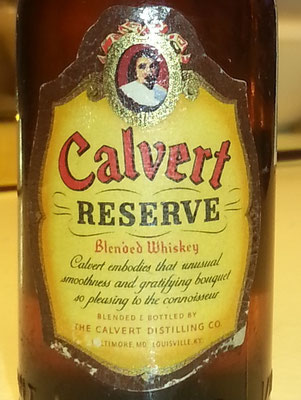 Calvert
RESERVE
Blended Whiskey
Calvert embodies that unusual
smoothness and gratifying bouquet
so pleasing to the connoisseur
BLENDED & BOTTLED BY
THE CALVERT DISTILLING CO.
BALTIMORE, MD. LOUISVILLE, KY.